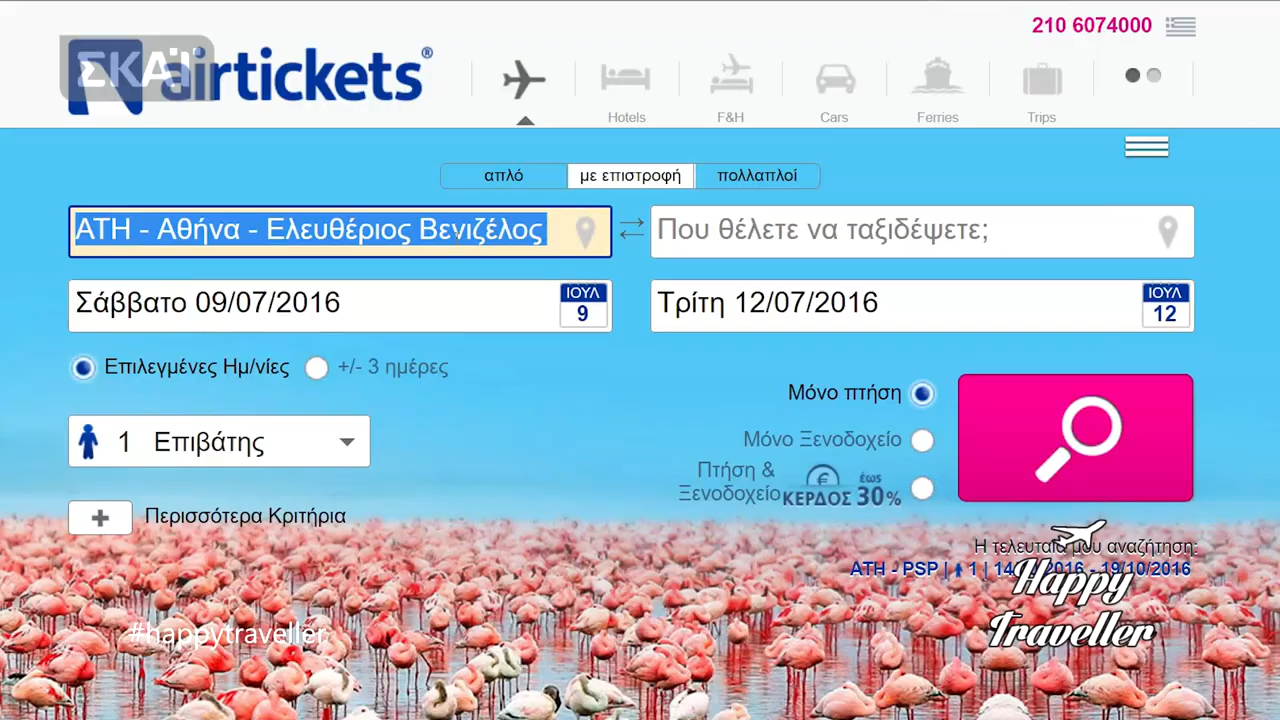 210 6074000
ΣΚΑΪ
airtickets®
Hotels
F&H
Cars
Ferries
Trips
απλό
με επιστροφή
πολλαπλοί
ATH - Αθήνα - Ελευθέριος Βενιζέλος
Που θέλετε να ταξιδέψετε;
Σάββατο 09/07/2016
ΙΟΥΛ
9
Τρίτη 12/07/2016
ΙΟΥΛ
12
Επιλεγμένες Ημ/νίες
+/- 3 ημέρες
Μόνο πτήση
1 Επιβάτης
Μόνο Ξενοδοχείο
Πτήση &
Ξενοδοχείο
€
έως
ΚΕΡΔΟΣ 30%
Περισσότερα Κριτήρια
Η τελευταία μου αναζήτηση:
ATH - PSP | 1 | 14 2016 - 19/10/2016
Happy
Traveller
#happytraveller